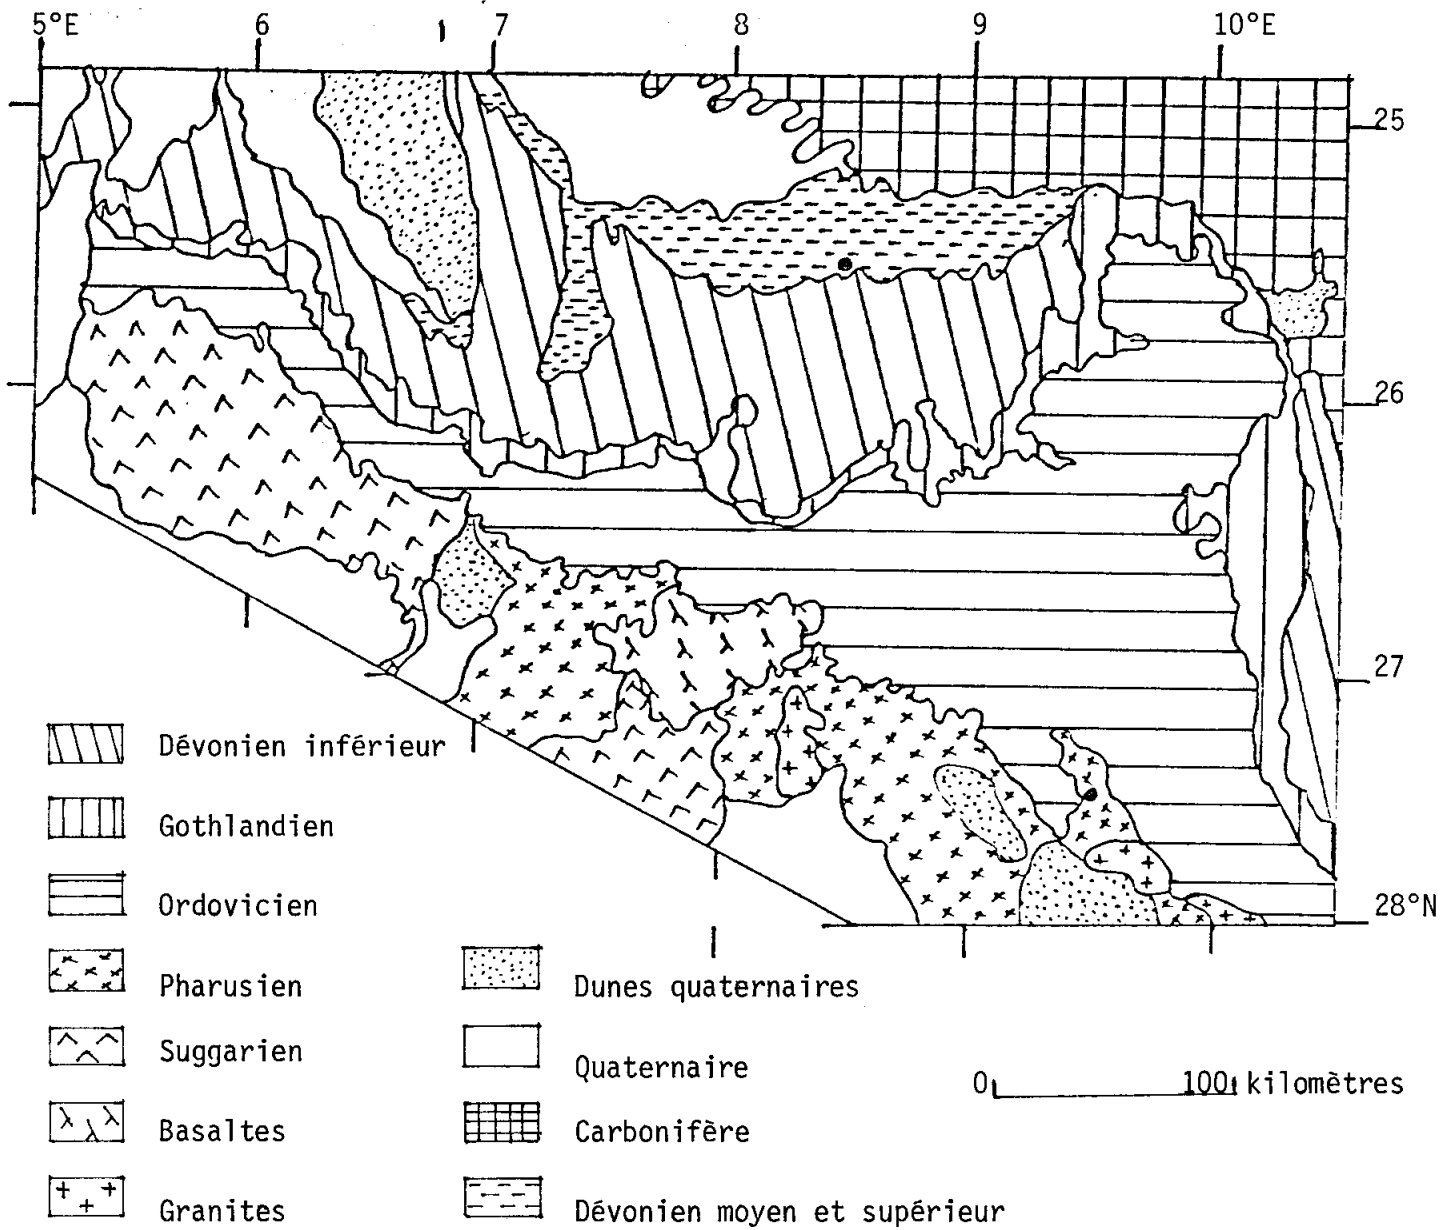 5°E 6 7 8 9 10°E
25
26
27
28°N
Dévonien inférieur
Gothlandien
Ordovicien
Pharusien
Suggarien
Basaltes
Granites
Dunes quaternaires
Quaternaire
Carbonifère
Dévonien moyen et supérieur
0 100 kilomètres